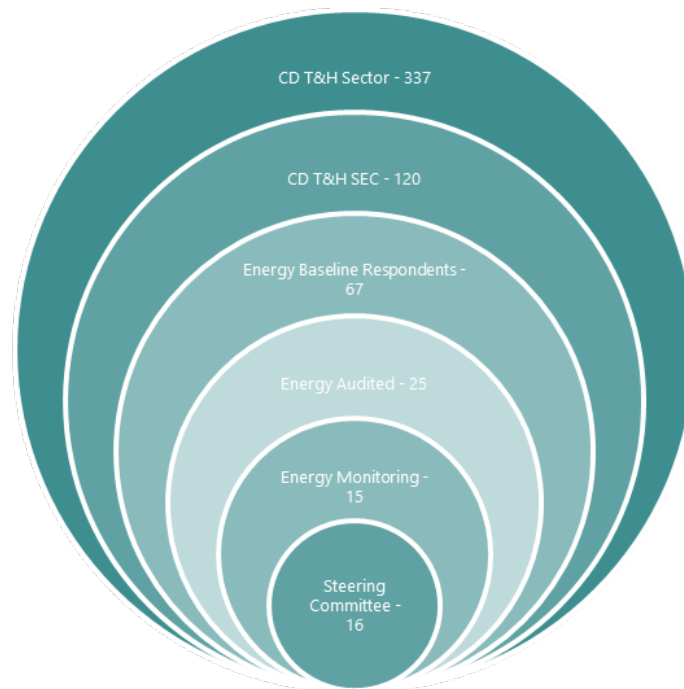 CD T&H Sector - 337
CD T&H SEC - 120
Energy Baseline Respondents -
67
Energy Audited - 25
Energy Monitoring -
15
Steering
Committee -
16